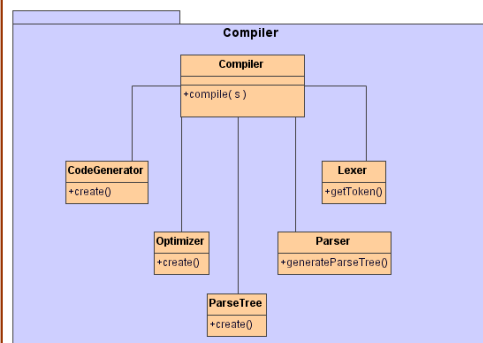 Compiler
Compiler
+compile( s )
CodeGenerator
+create()
Lexer
+getToken()
Optimizer
+create()
Parser
+generateParseTree()
ParseTree
+create()